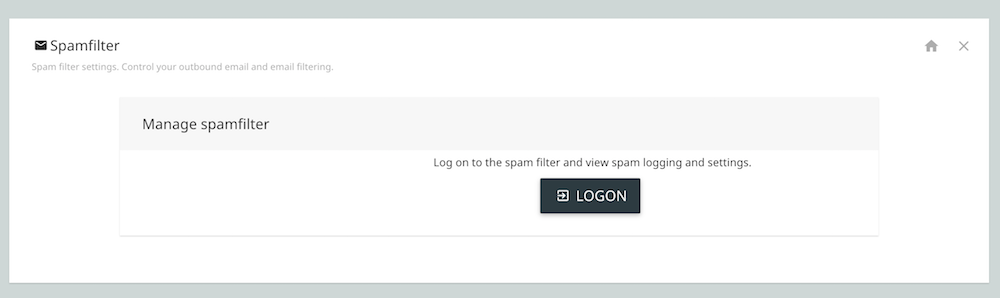 Spamfilter
Spam filter settings. Control your outbound email and email filtering.
Manage spamfilter
Log on to the spam filter and view spam logging and settings.
LOGON